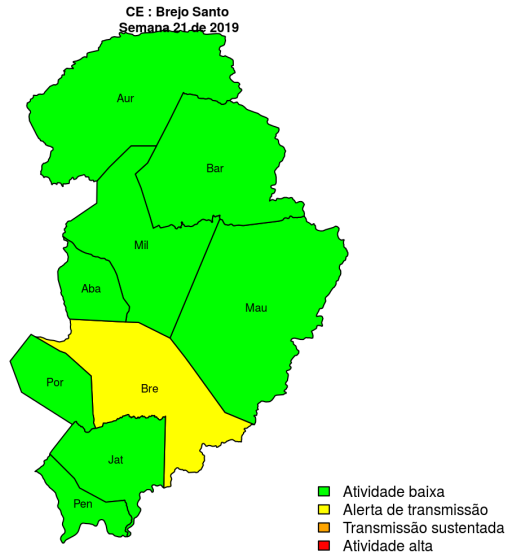 CE : Brejo Santo
Semana 21 de 2019
Aur
Bar
Mil
Aba
Mau
Por
Bre
Jat
Pen
Atividade baixa
Alerta de transmissão
Transmissão sustentada
Atividade alta